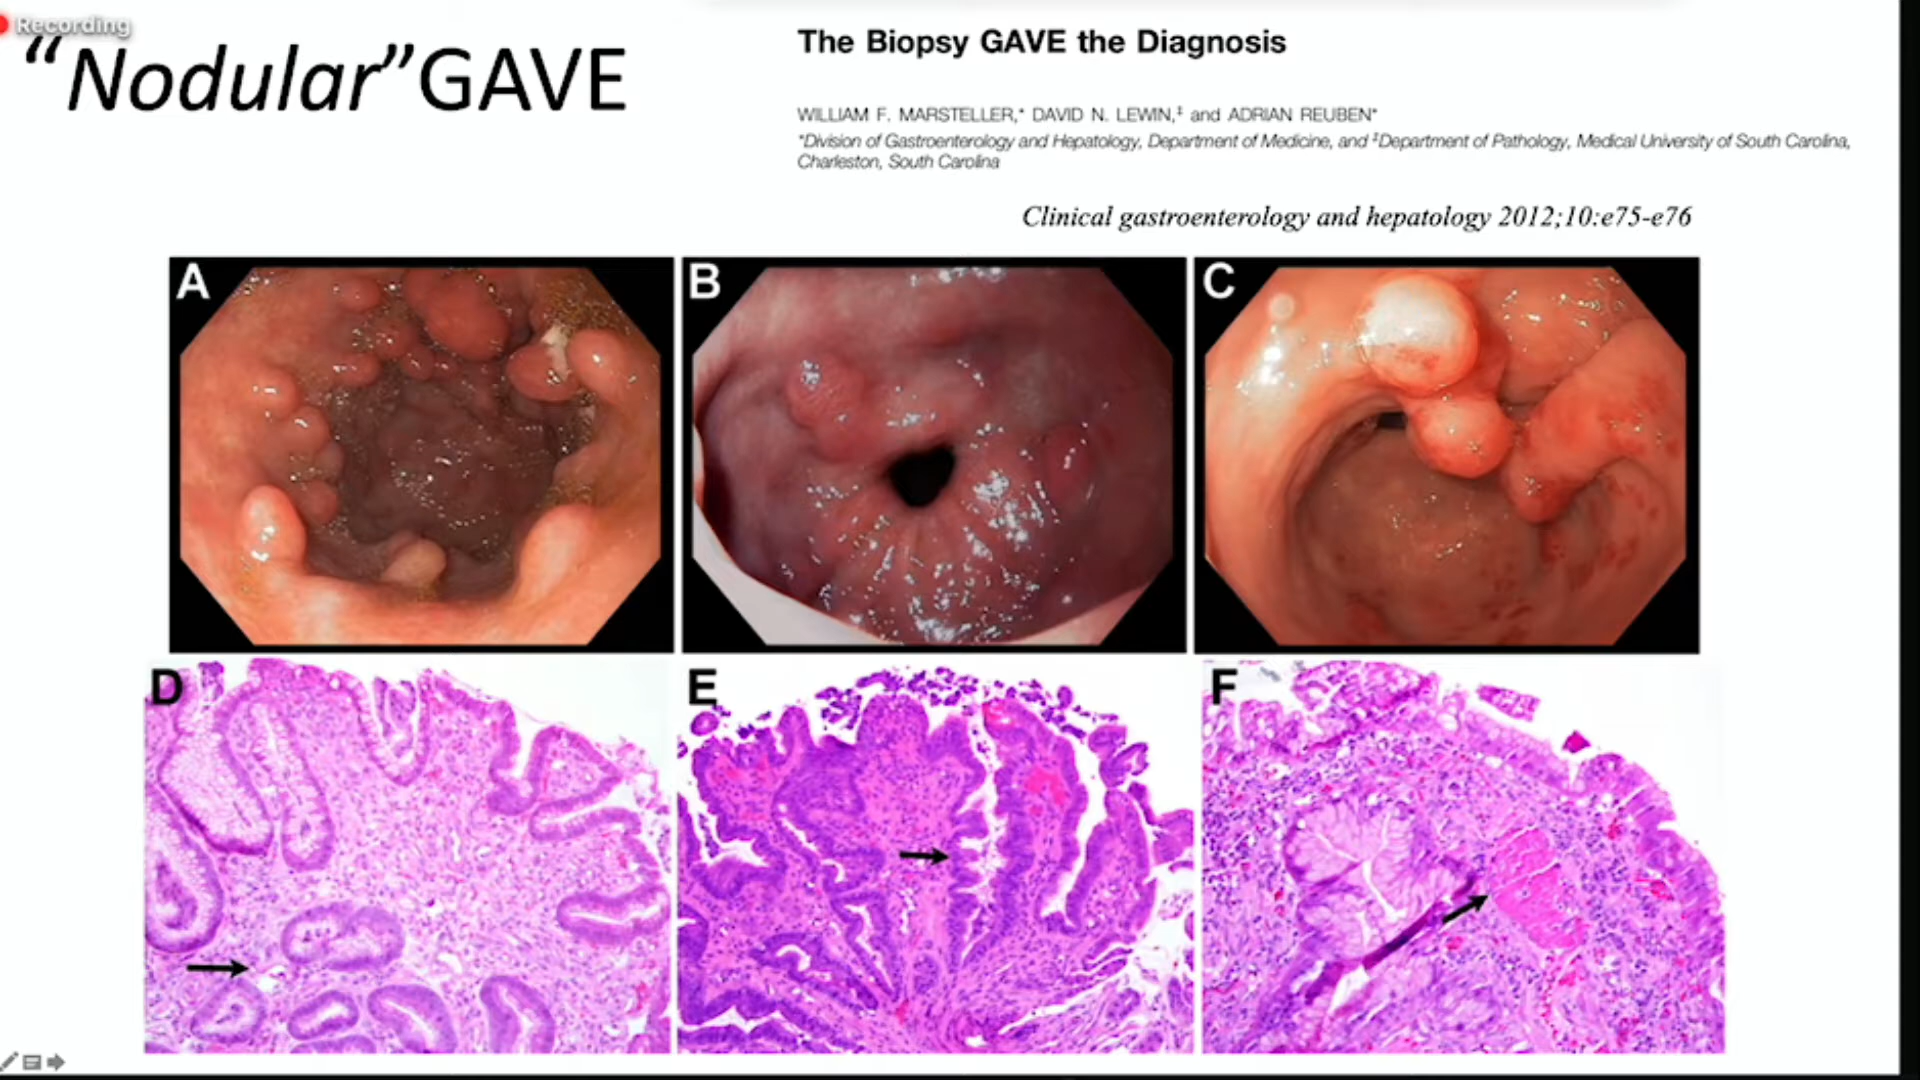 Recording
“Nodular”GAVE
The Biopsy GAVE the Diagnosis
WILLIAM F. MARSTELLER,* DAVID N. LEWIN,‡ and ADRIAN REUBEN*
*Division of Gastroenterology and Hepatology, Department of Medicine, and ‡Department of Pathology, Medical University of South Carolina,
Charleston, South Carolina
Clinical gastroenterology and hepatology 2012;10:e75-e76
A
B
C
D
E
F